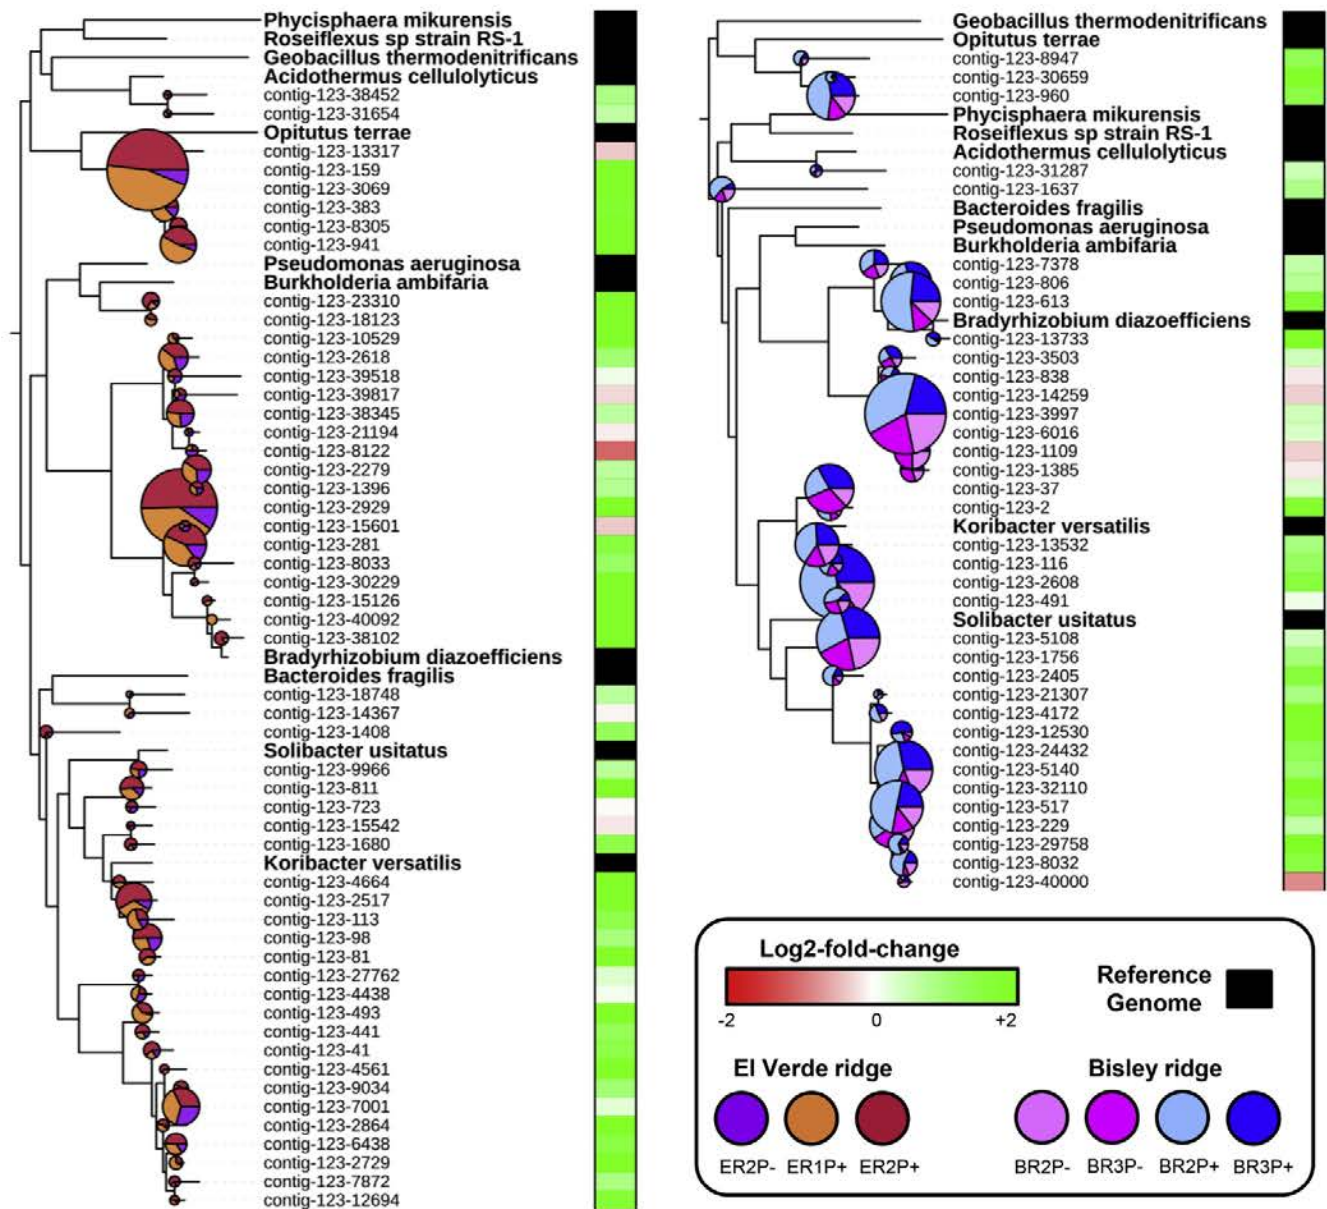 Phycisphaera mikurensis
Roseiflexus sp strain RS-1
Geobacillus thermodenitrificans
Acidothermus cellulolyticus
contig-123-38452
contig-123-31654
Opitutus terrae
contig-123-13317
contig-123-159
contig-123-3069
contig-123-383
contig-123-8305
contig-123-941
Pseudomonas aeruginosa
Burkholderia ambifaria
contig-123-23310
contig-123-18123
contig-123-10529
contig-123-2618
contig-123-39518
contig-123-39817
contig-123-38345
contig-123-21194
contig-123-8122
contig-123-2279
contig-123-1396
contig-123-2929
contig-123-15601
contig-123-281
contig-123-8033
contig-123-30229
contig-123-15126
contig-123-40092
contig-123-38102
Bradyrhizobium diazoefficiens
Bacteroides fragilis
contig-123-18748
contig-123-14367
contig-123-1408
Solibacter usitatus
contig-123-9966
contig-123-811
contig-123-723
contig-123-15542
contig-123-1680
Koribacter versatilis
contig-123-4664
contig-123-2517
contig-123-113
contig-123-98
contig-123-81
contig-123-27762
contig-123-4438
contig-123-493
contig-123-441
contig-123-41
contig-123-4561
contig-123-9034
contig-123-7001
contig-123-2864
contig-123-6438
contig-123-2729
contig-123-7872
contig-123-12694
Geobacillus thermodenitrificans
Opitutus terrae
contig-123-8947
contig-123-30659
contig-123-960
Phycisphaera mikurensis
Roseiflexus sp strain RS-1
Acidothermus cellulolyticus
contig-123-31287
contig-123-1637
Bacteroides fragilis
Pseudomonas aeruginosa
Burkholderia ambifaria
contig-123-7378
contig-123-806
contig-123-613
Bradyrhizobium diazoefficiens
contig-123-13733
contig-123-3503
contig-123-838
contig-123-14259
contig-123-3997
contig-123-6016
contig-123-1109
contig-123-1385
contig-123-37
contig-123-2
Koribacter versatilis
contig-123-13532
contig-123-116
contig-123-2608
contig-123-491
Solibacter usitatus
contig-123-5108
contig-123-1756
contig-123-2405
contig-123-21307
contig-123-4172
contig-123-12530
contig-123-24432
contig-123-5140
contig-123-32110
contig-123-517
contig-123-229
contig-123-29758
contig-123-8032
contig-123-40000
Log2-fold-change
-2 0 +2
Reference
Genome
El Verde ridge
ER2P- ER1P+ ER2P+
Bisley ridge
BR2P- BR3P- BR2P+ BR3P+